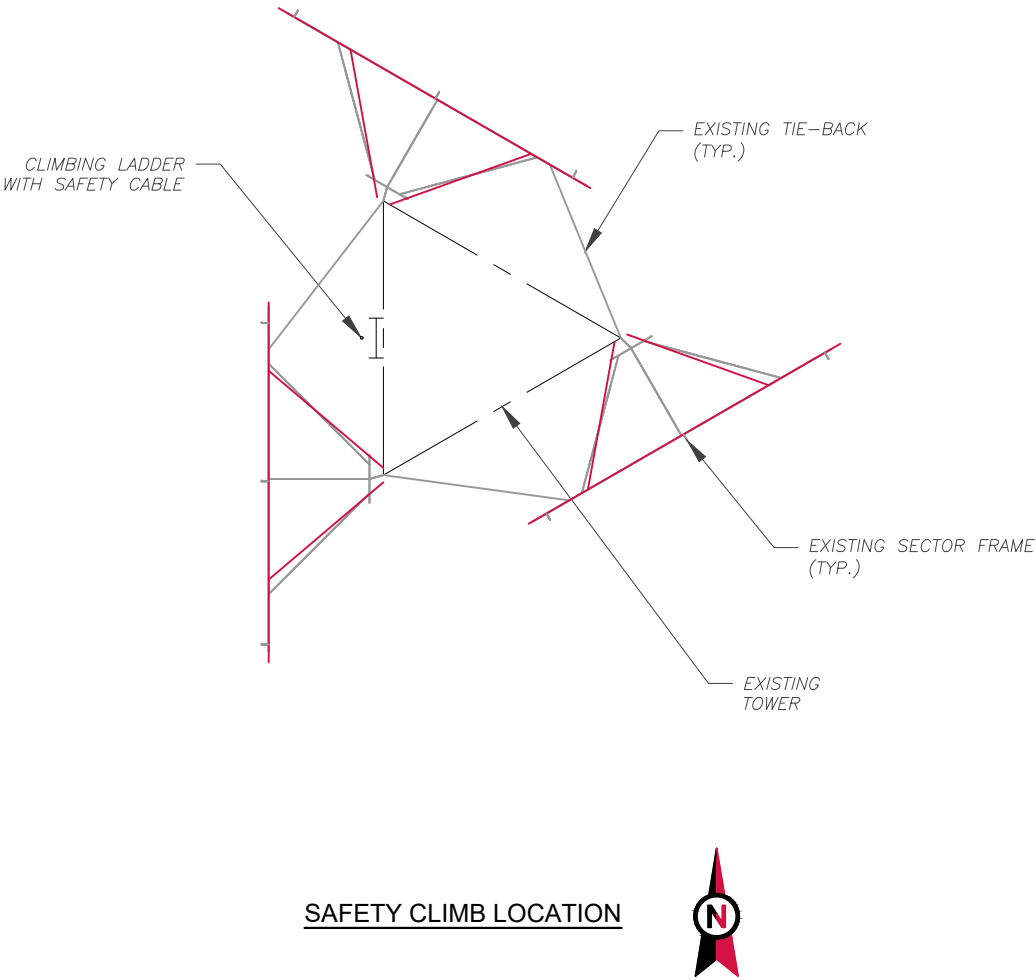 EXISTING TIE-BACK
(TYP.)
CLIMBING LADDER
WITH SAFETY CABLE
EXISTING SECTOR FRAME
(TYP.)
EXISTING
TOWER
SAFETY CLIMB LOCATION
N